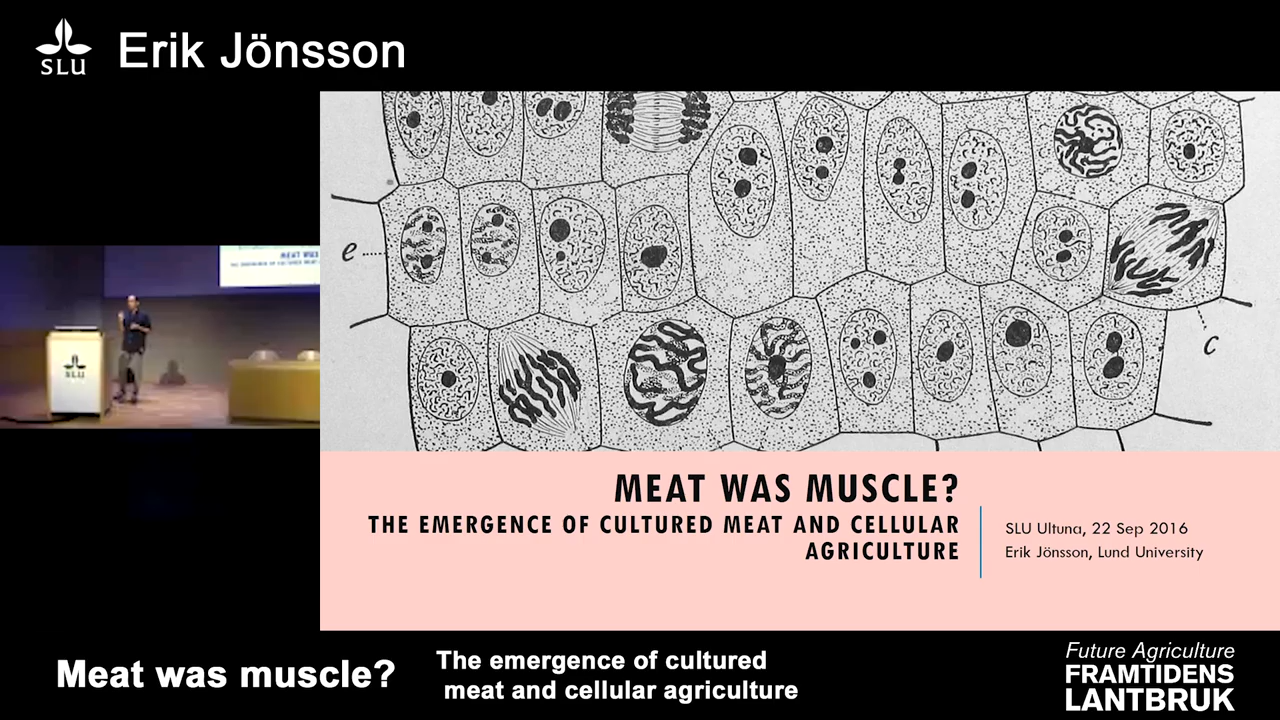 SLU
Erik Jönsson
e
c
SLU
MEAT WAS MUSCLE?
THE EMERGENCE OF CULTURED MEAT AND CELLULAR
AGRICULTURE
SLU Ultuna, 22 Sep 2016
Erik Jönsson, Lund University
Meat was muscle?
The emergence of cultured
meat and cellular agriculture
Future Agriculture
FRAMTIDENS
LANTBRUK